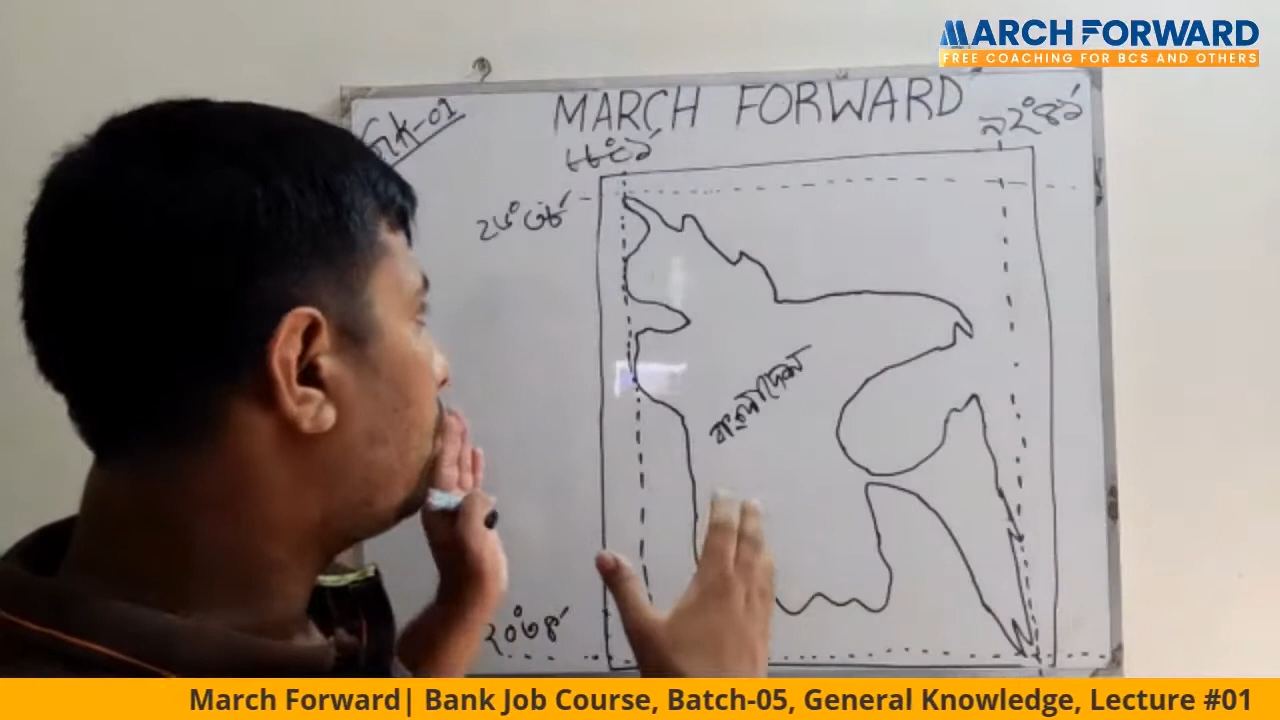 MARCH FORWARD
FREE COACHING FOR BCS AND OTHERS
GK-01
MARCH FORWARD
৮৮°০১´
৯২°৪১´
২৬°৩৮´
বাংলাদেশ
২০°৩৪´
March Forward| Bank Job Course, Batch-05, General Knowledge, Lecture #01